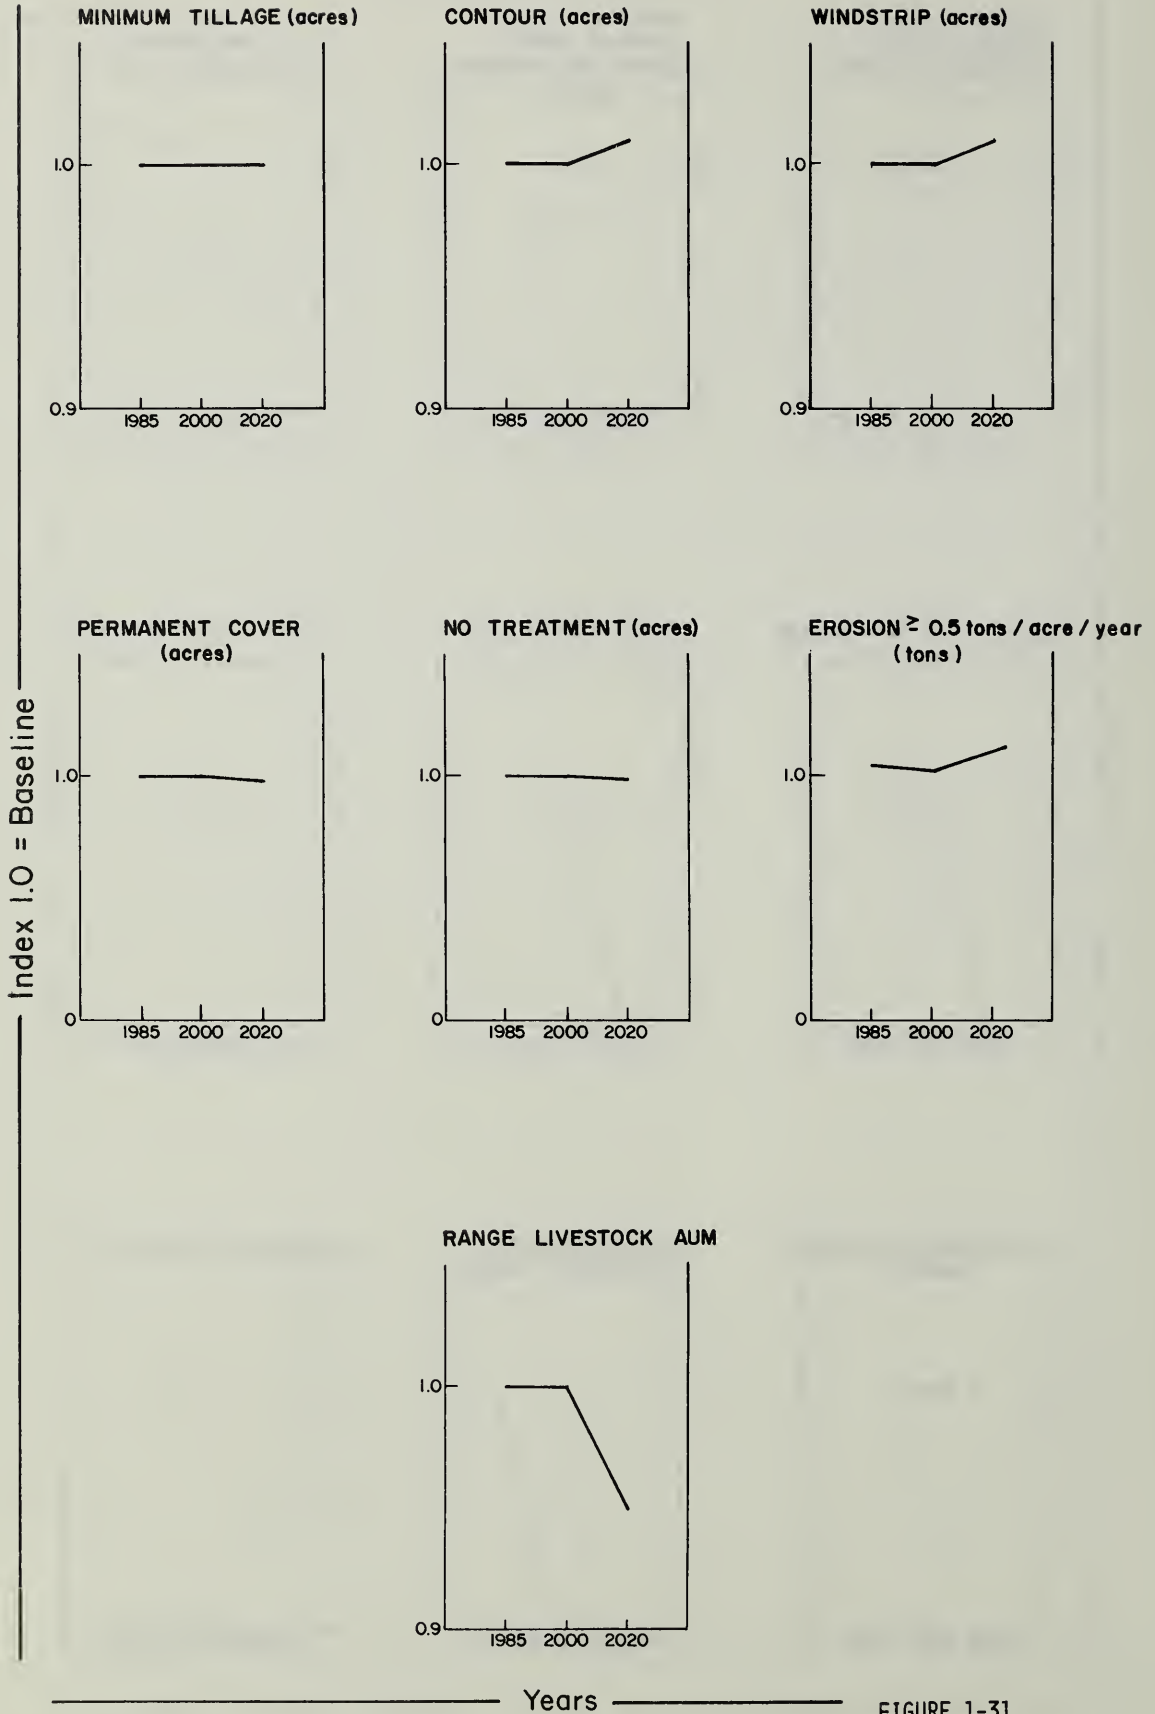 MINIMUM TILLAGE (acres)
1.0
0.9
1985 2000 2020
CONTOUR (acres)
1.0
0.9
1985 2000 2020
WINDSTRIP (acres)
1.0
0.9
1985 2000 2020
Index 1.0 = Baseline
PERMANENT COVER
(acres)
1.0
0
1985 2000 2020
NO TREATMENT (acres)
1.0
0
1985 2000 2020
EROSION ≥ 0.5 tons / acre / year
(tons)
1.0
0
1985 2000 2020
RANGE LIVESTOCK AUM
1.0
0.9
1985 2000 2020
Years
FIGURE 1-31